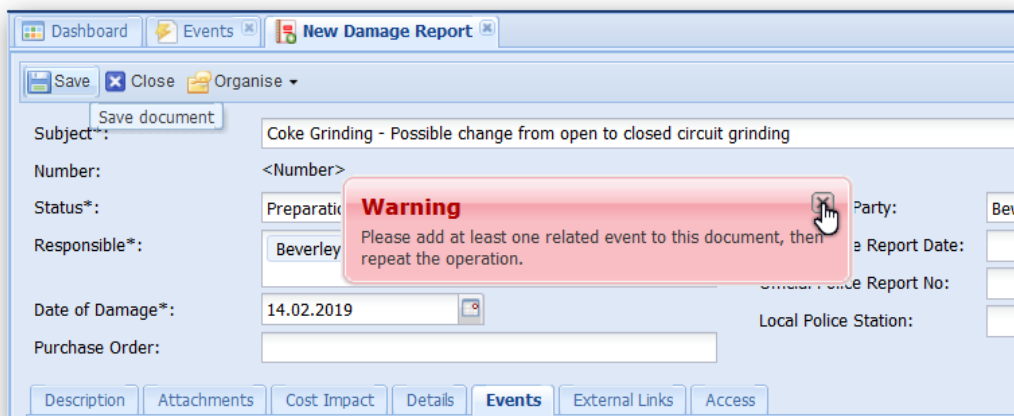 Dashboard Events New Damage Report
Save Close Organise
Save document
Subject*: Coke Grinding - Possible change from open to closed circuit grinding
Number: <Number>
Status*: Party:
Responsible*: Beverley Report Date:
Warning
Please add at least one related event to this document, then
repeat the operation.
Police Report No:
Date of Damage*: 14.02.2019
Local Police Station:
Purchase Order:
Description Attachments Cost Impact Details Events External Links Access